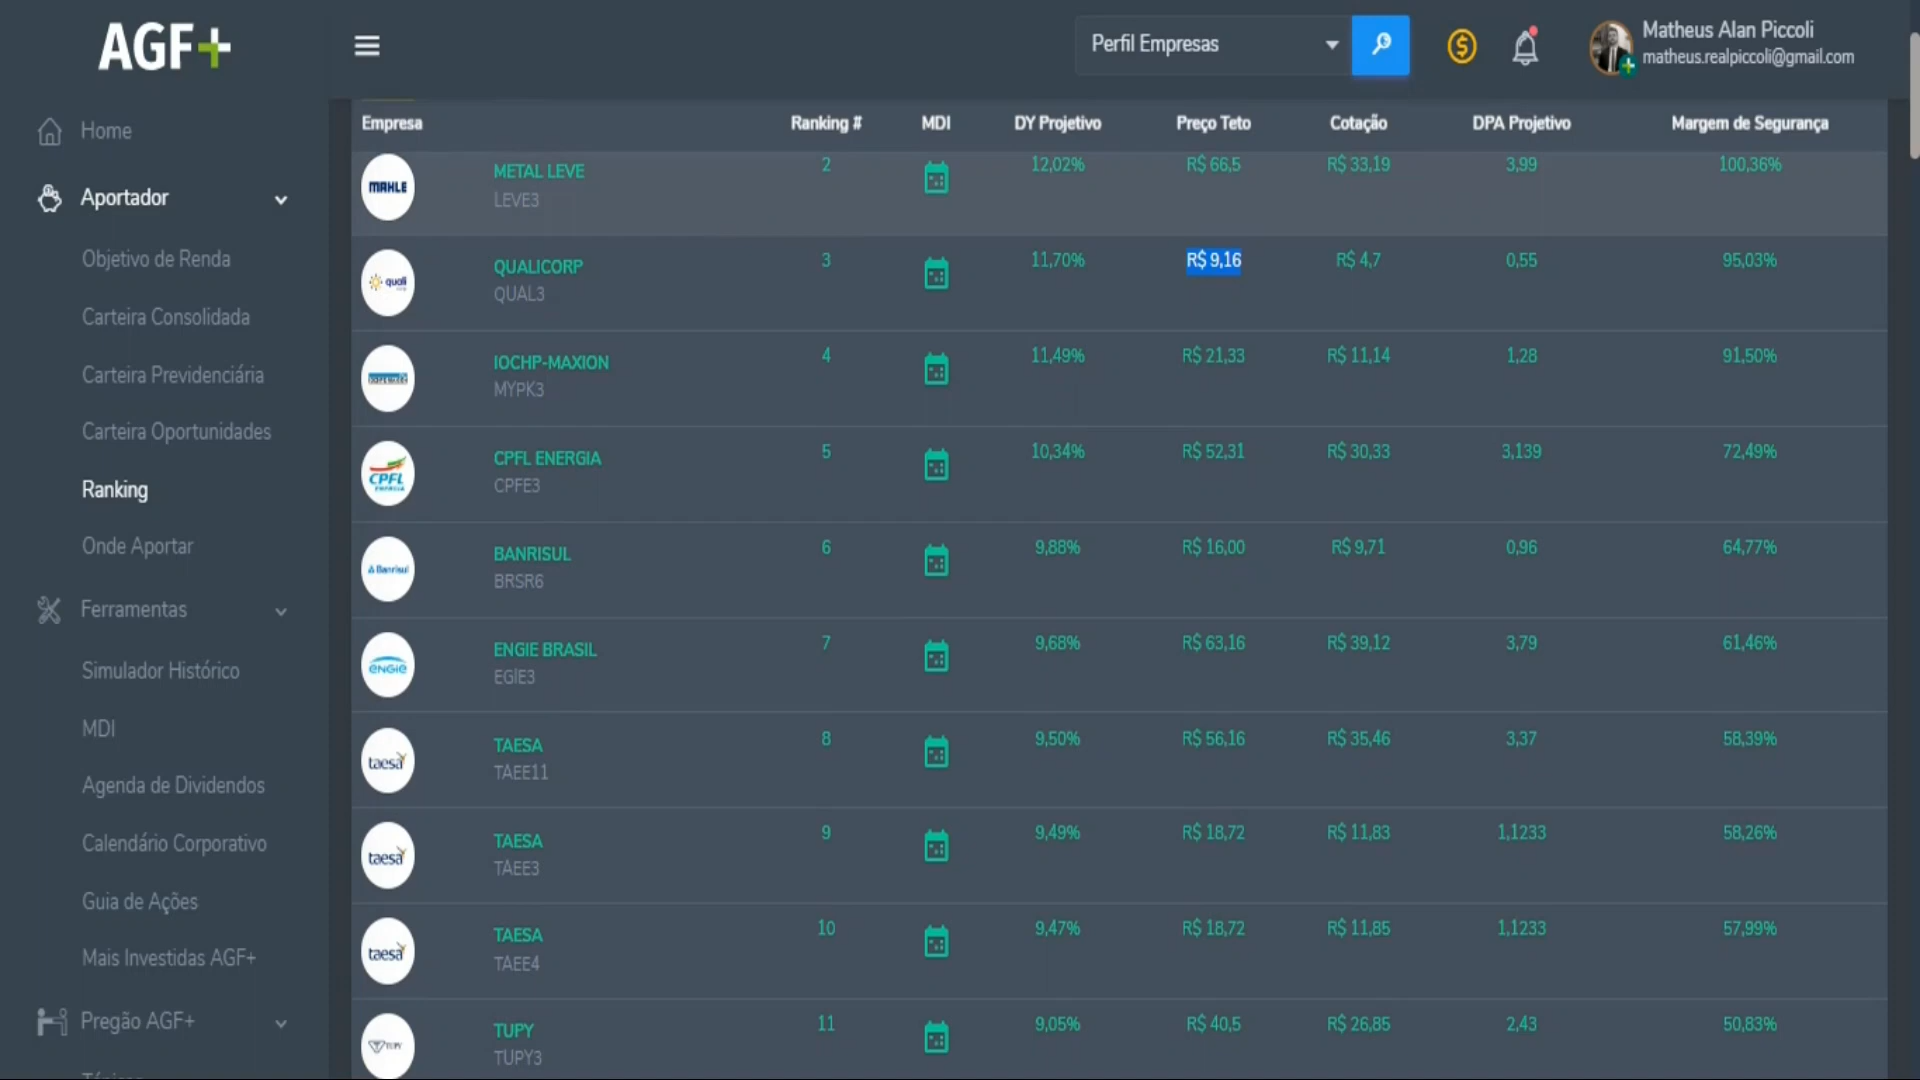 AGF+
Perfil Empresas
Matheus Alan Piccoli
matheus.realpiccoli@gmail.com
Home
Aportador
Objetivo de Renda
Carteira Consolidada
Carteira Previdenciária
Carteira Oportunidades
Ranking
Onde Aportar
Ferramentas
Simulador Histórico
MDI
Agenda de Dividendos
Calendário Corporativo
Guia de Ações
Mais Investidas AGF+
Pregão AGF+
Empresa Ranking # MDI DY Projetivo Preço Teto Cotação DPA Projetivo Margem de Segurança
MAHLE METAL LEVE 2 12,02% R$ 66,5 R$ 33,19 3,99 100,36%
LEVE3
quali QUALICORP 3 11,70% R$ 9,16 R$ 4,7 0,55 95,03%
QUAL3
IOCHP-MAXION 4 11,49% R$ 21,33 R$ 11,14 1,28 91,50%
MYPK3
CPFL ENERGIA CPFL ENERGIA 5 10,34% R$ 52,31 R$ 30,33 3,139 72,49%
CPFE3
Banrisul BANRISUL 6 9,88% R$ 16,00 R$ 9,71 0,96 64,77%
BRSR6
ENGIE ENGIE BRASIL 7 9,68% R$ 63,16 R$ 39,12 3,79 61,46%
EGIE3
taesa TAESA 8 9,50% R$ 56,16 R$ 35,46 3,37 58,39%
TAEE11
taesa TAESA 9 9,49% R$ 18,72 R$ 11,83 1,1233 58,26%
TAEE3
taesa TAESA 10 9,47% R$ 18,72 R$ 11,85 1,1233 57,99%
TAEE4
TUPY TUPY 11 9,05% R$ 40,5 R$ 26,85 2,43 50,83%
TUPY3